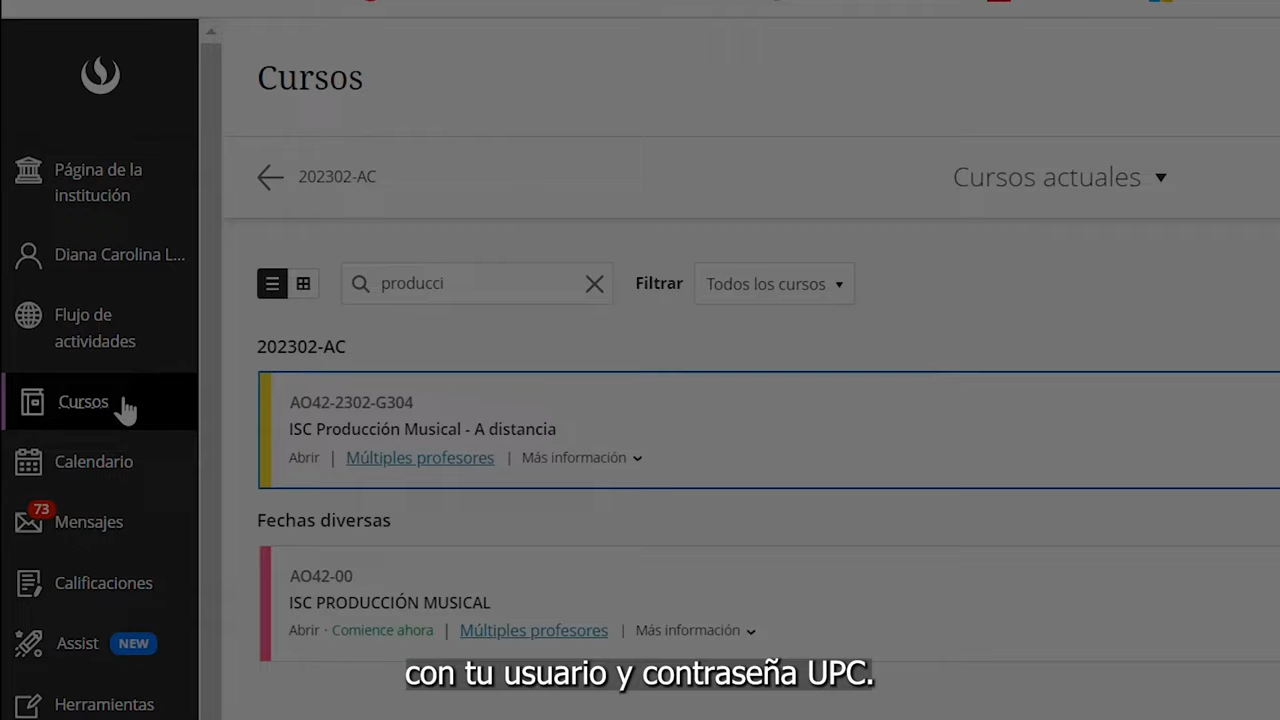 Cursos
Página de la
institución
202302-AC
Cursos actuales
Diana Carolina L...
producci
Filtrar
Todos los cursos
Flujo de
actividades
202302-AC
Cursos
AO42-2302-G304
ISC Producción Musical - A distancia
Abrir | Múltiples profesores | Más información
Calendario
73
Mensajes
Fechas diversas
AO42-00
Calificaciones
ISC PRODUCCIÓN MUSICAL
Abrir · Comience ahora | Múltiples profesores | Más información
Assist NEW
con tu usuario y contraseña UPC.
Herramientas